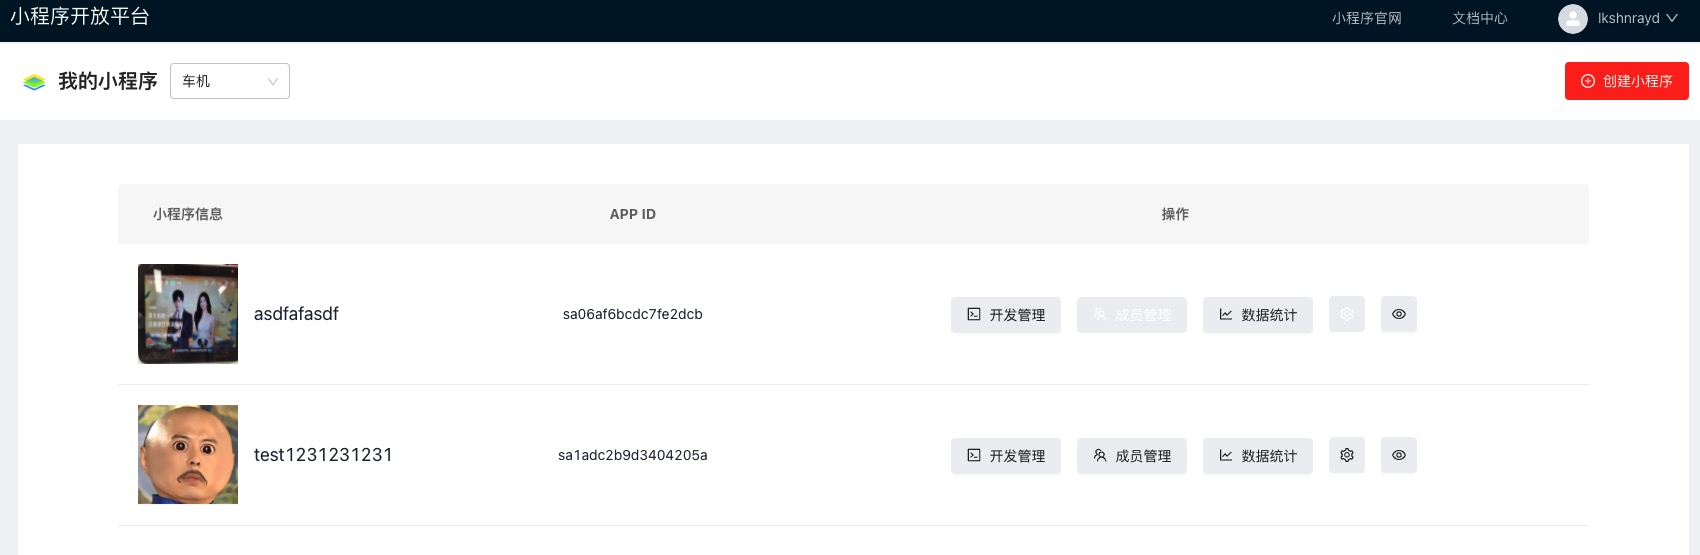 小程序开放平台
小程序官网
文档中心
lkshnrayd
我的小程序
车机
创建小程序
小程序信息
APP ID
操作
asdfafasdf
sa06af6bcdc7fe2dcb
开发管理
成员管理
数据统计
test1231231231
sa1adc2b9d3404205a
开发管理
成员管理
数据统计